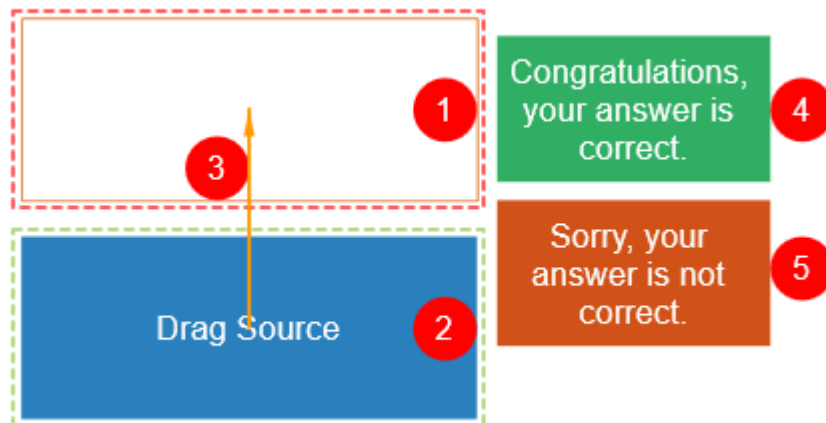 1
3
Drag Source
2
Congratulations,
your answer is
correct.
4
Sorry, your
answer is not
correct.
5